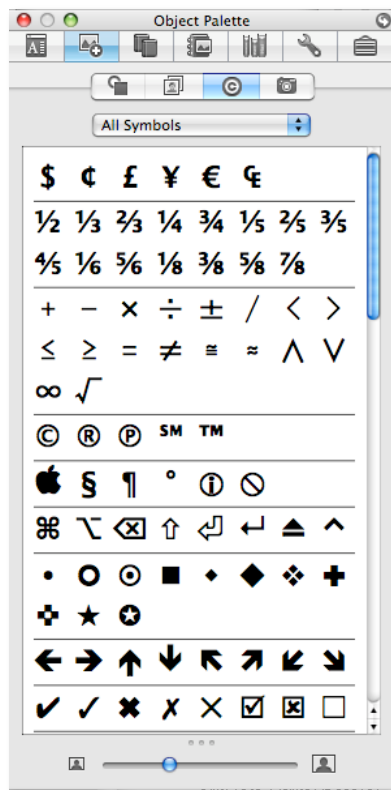 Object Palette
All Symbols
$ ¢ £ ¥ € ₠
½ ⅓ ⅔ ¼ ¾ ⅕ ⅖ ⅗
⅘ ⅙ ⅚ ⅛ ⅜ ⅝ ⅞
+ − × ÷ ± / < >
≤ ≥ = ≠ ≅ ≈ ⋀ ⋁
∞ √
© ® ℗ ℠ ™
 § ¶ ° ⓘ ⃠
⌘ ⌥ ⌫ ⇧ ⏎ ↵ ⏏ ⌃
• ○ ⊙ ■ ⬩ ◆ ❖ ✚
✜ ★ ✪
← → ↑ ↓ ↖ ↗ ↙ ↘
✔ ✓ ✖ ✗ ╳ ☑ ☒ □